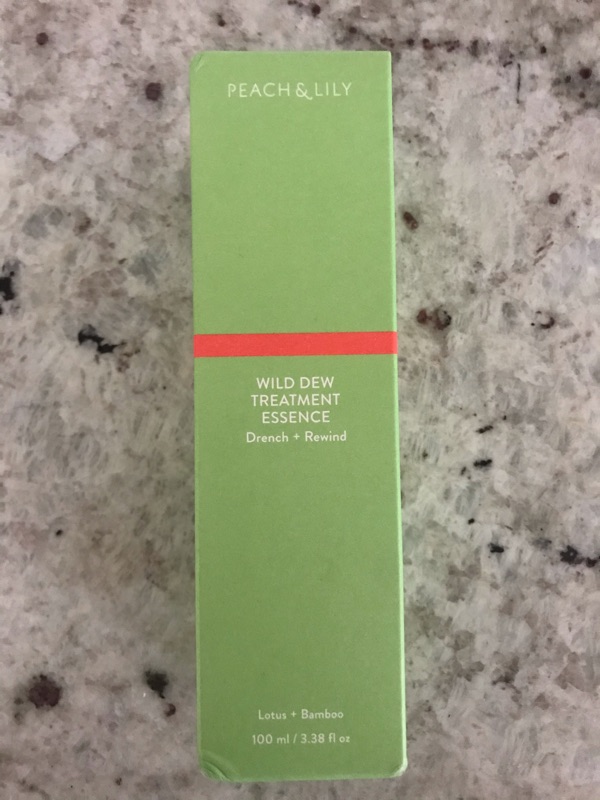 PEACH & LILY
WILD DEW
TREATMENT
ESSENCE
Drench + Rewind
Lotus + Bamboo
100 ml / 3.38 fl oz